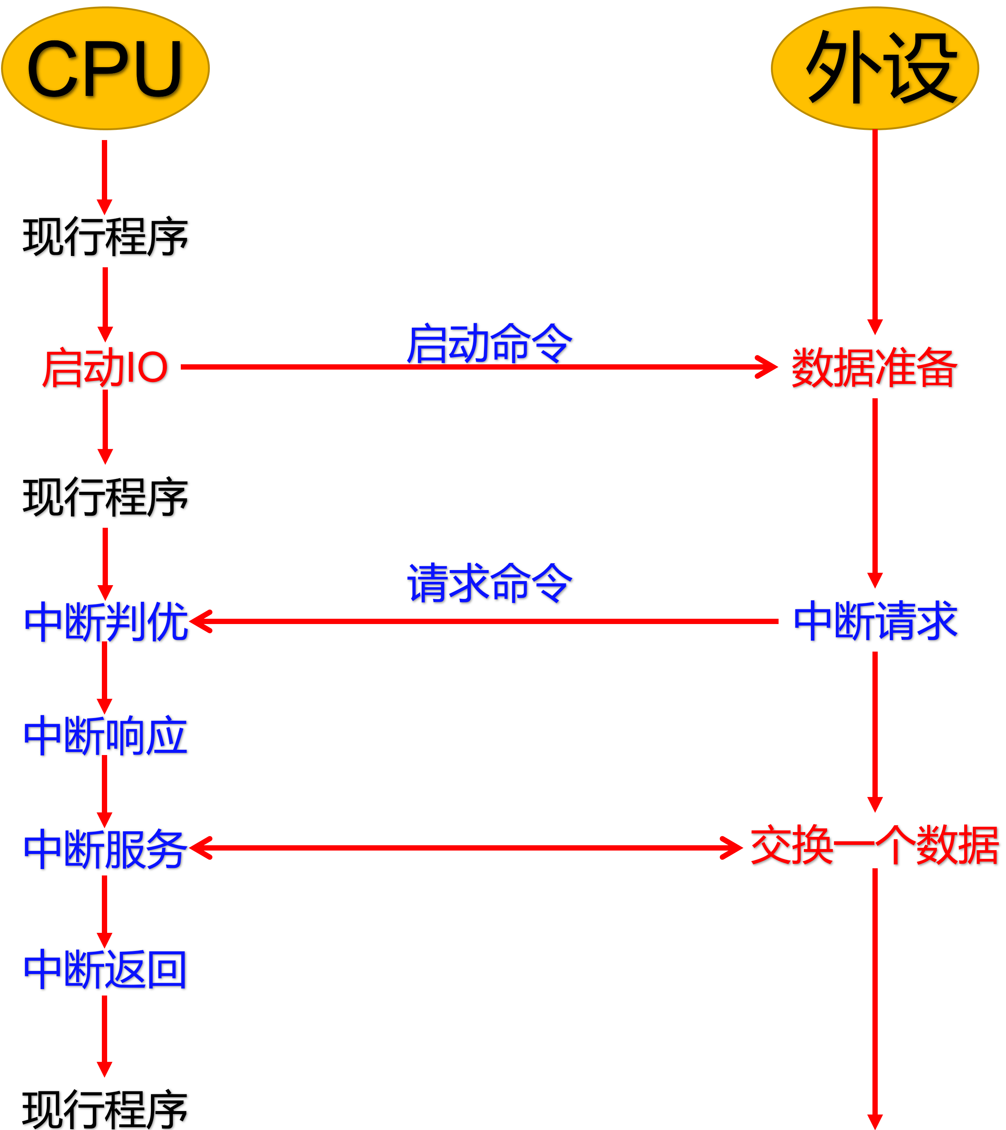 CPU
外设
现行程序
启动IO
启动命令
数据准备
现行程序
请求命令
中断判优
中断请求
中断响应
中断服务
交换一个数据
中断返回
现行程序